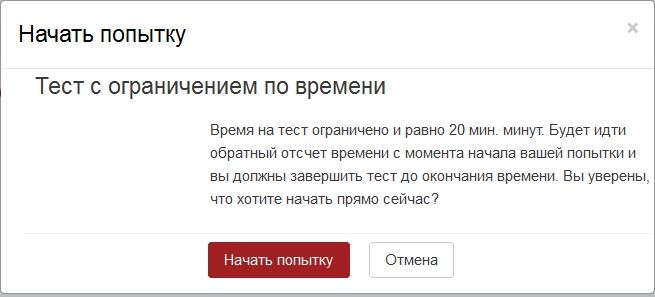 Начать попытку
×
Тест с ограничением по времени
Время на тест ограничено и равно 20 мин. минут. Будет идти
обратный отсчет времени с момента начала вашей попытки и
вы должны завершить тест до окончания времени. Вы уверены,
что хотите начать прямо сейчас?
Начать попытку Отмена